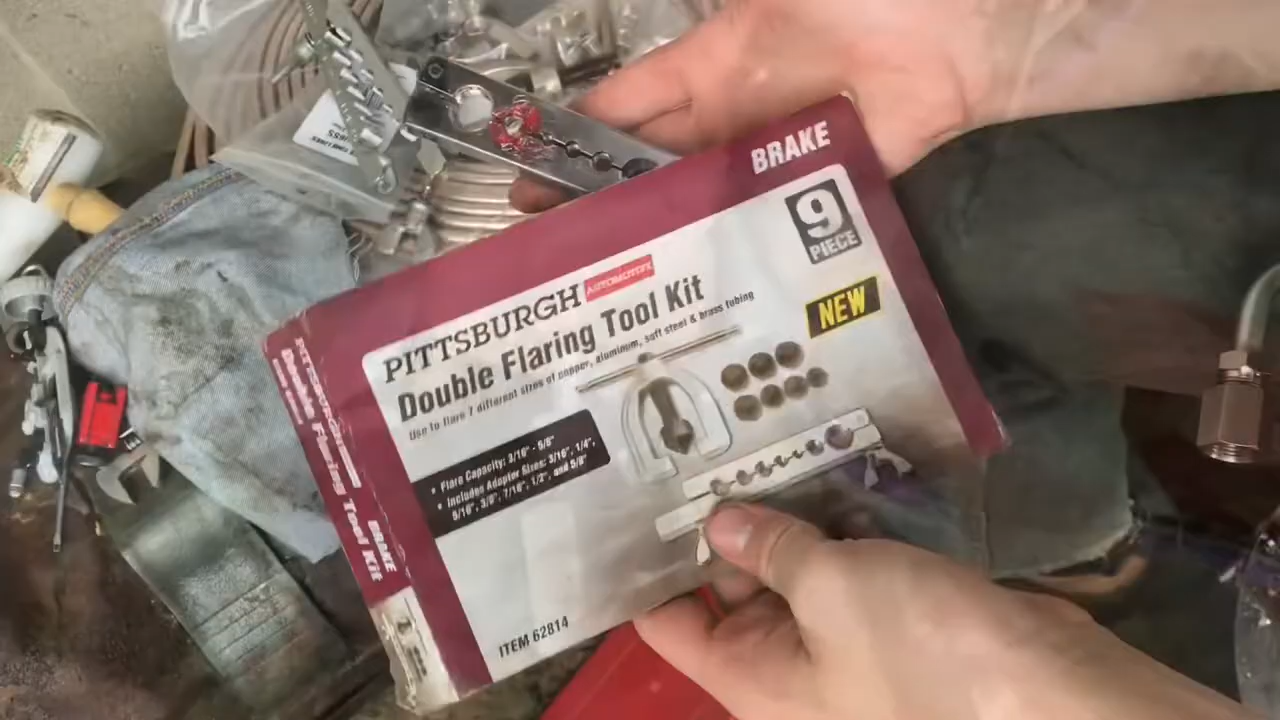 BRAKE
9
PIECE
NEW
PITTSBURGH AUTOMOTIVE
Double Flaring Tool Kit
Use to flare 7 different sizes of copper, aluminum, soft steel & brass tubing
• Flare Capacity: 3/16" - 5/8"
• Includes Adapter Sizes: 3/16", 1/4",
5/16", 3/8", 7/16", 1/2", and 5/8"
ITEM 62814
PITTSBURGH
Double Flaring Tool Kit
BRAKE